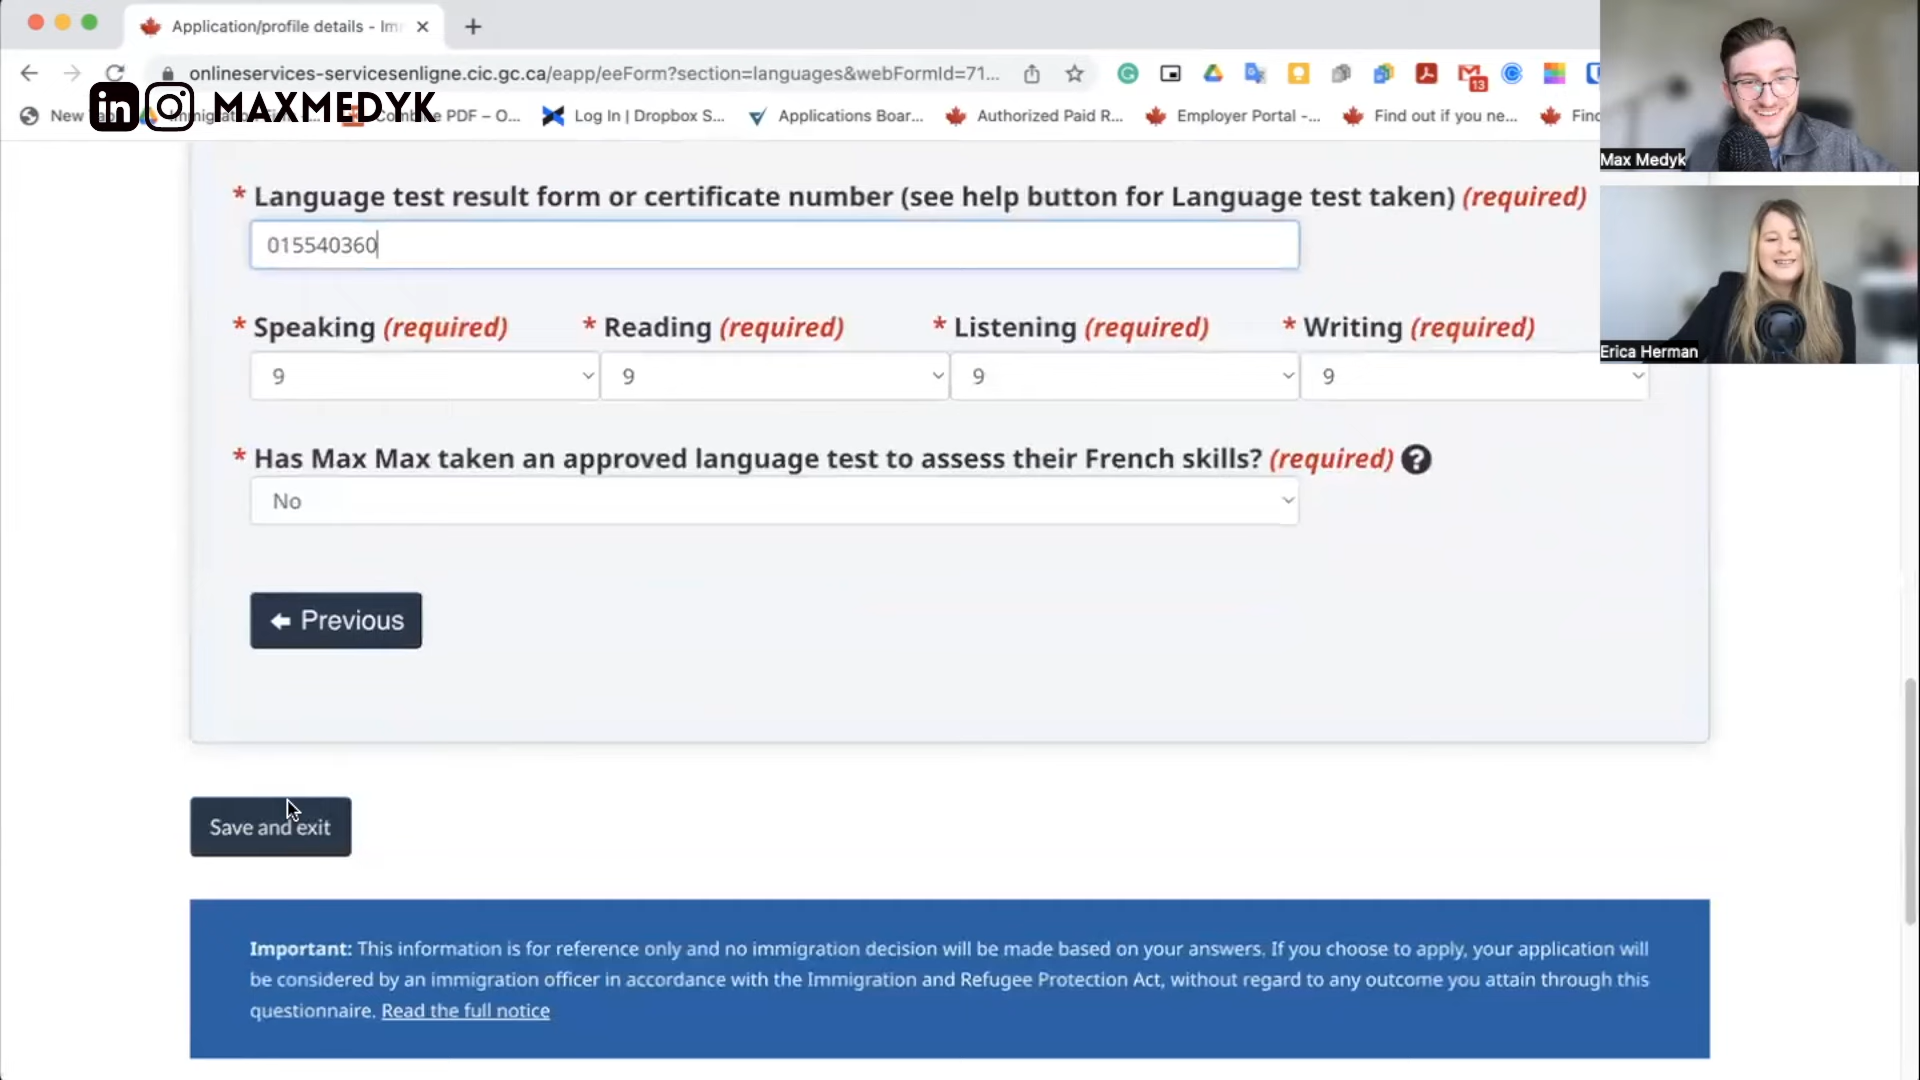 Application/profile details - Im
onlineservices-servicesenligne.cic.gc.ca/eapp/eeForm?section=languages&webFormId=71...
13
MAXMEDYK
New
PDF – O...
Log In | Dropbox S...
Applications Boar...
Authorized Paid R...
Employer Portal -...
Find out if you ne...
Max Medyk
* Language test result form or certificate number (see help button for Language test taken) (required)
015540360
* Speaking (required)
* Reading (required)
* Listening (required)
* Writing (required)
Erica Herman
9
9
9
9
* Has Max Max taken an approved language test to assess their French skills? (required) ?
No
Previous
Save and exit
Important: This information is for reference only and no immigration decision will be made based on your answers. If you choose to apply, your application will
be considered by an immigration officer in accordance with the Immigration and Refugee Protection Act, without regard to any outcome you attain through this
questionnaire. Read the full notice